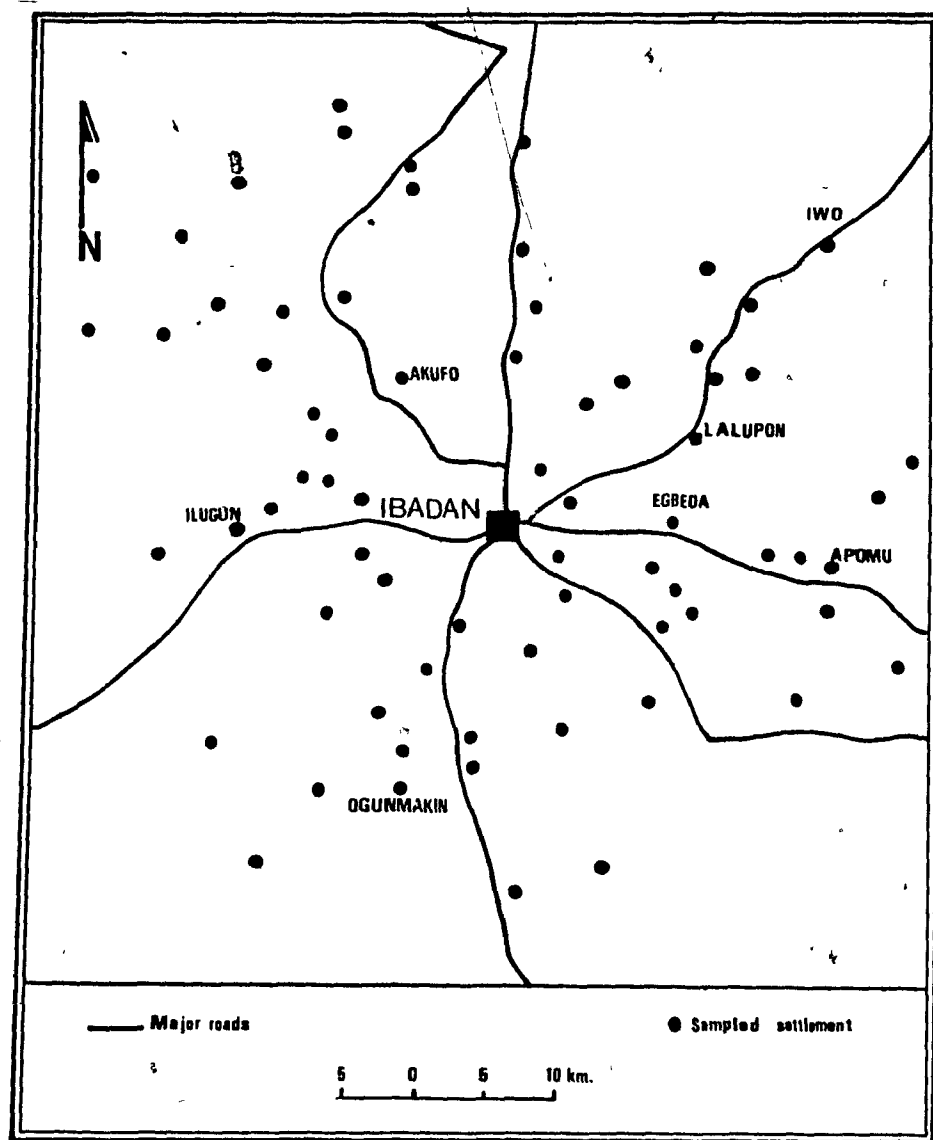 N
IWO
AKUFO
LALUPON
IBADAN
EGBEDA
ILUGUN
APOMU
OGUNMAKIN
Major roads
Sampled settlement
5 0 5 10 km.